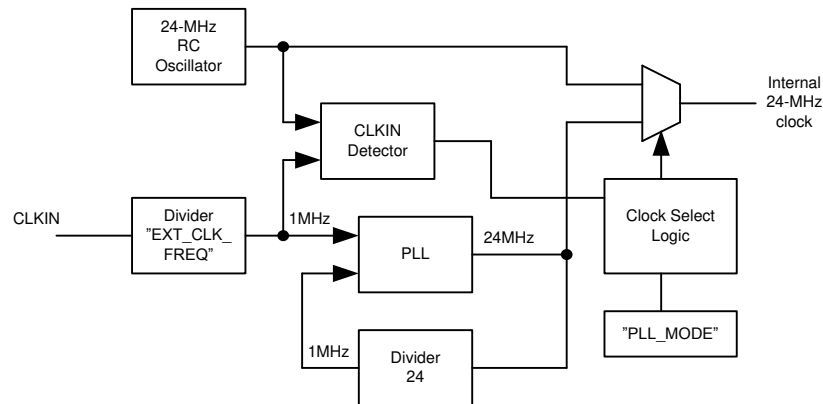 24-MHz
RC
Oscillator
Internal
24-MHz
clock
CLKIN
Detector
CLKIN
Divider
"EXT_CLK_
FREQ"
1MHz
PLL
24MHz
Clock Select
Logic
1MHz
Divider
24
"PLL_MODE"